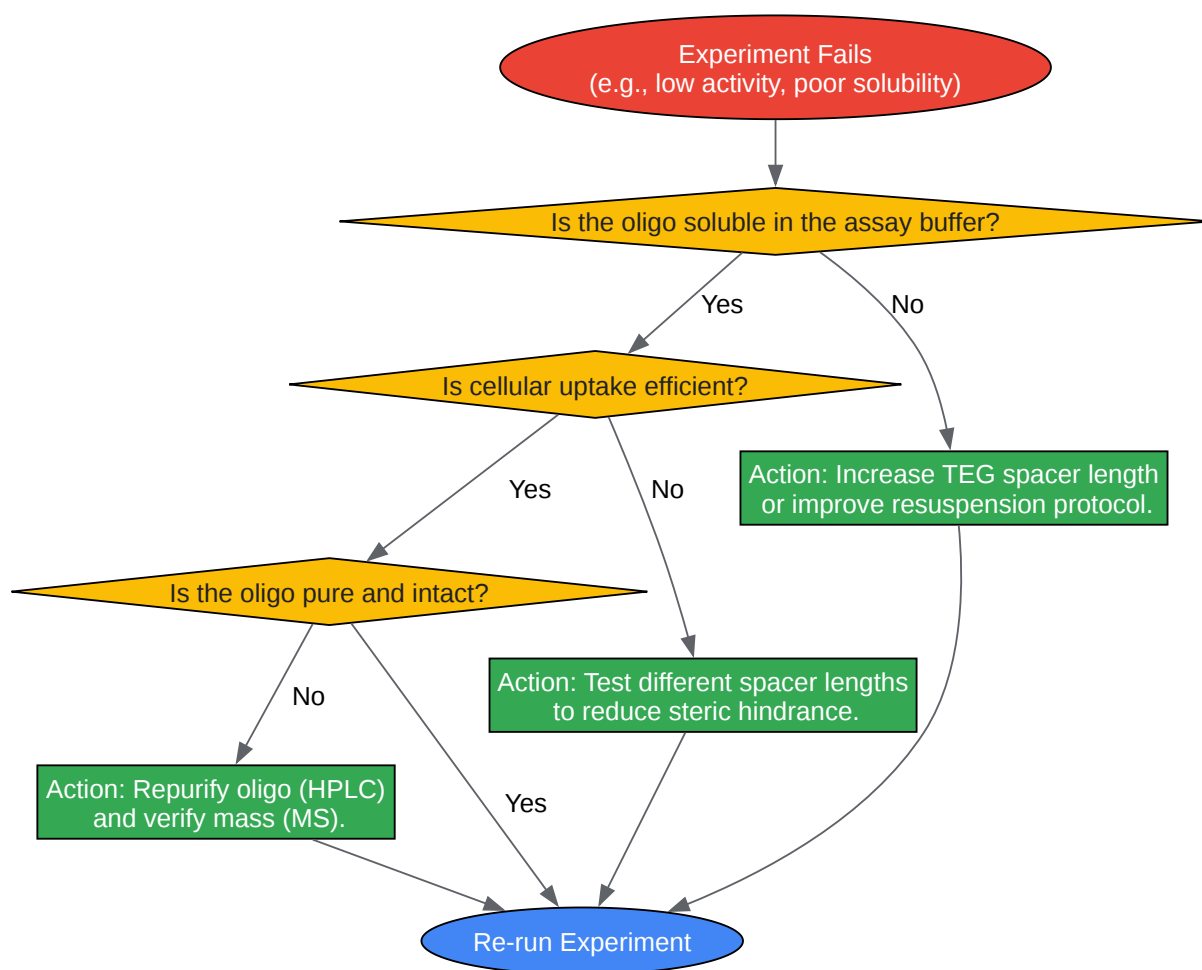 Experiment Fails
(e.g., low activity, poor solubility)
Is the oligo soluble in the assay buffer?
Yes
No
Is cellular uptake efficient?
Action: Increase TEG spacer length
or improve resuspension protocol.
Yes
No
Is the oligo pure and intact?
Action: Test different spacer lengths
to reduce steric hindrance.
No
Action: Repurify oligo (HPLC)
and verify mass (MS).
Yes
Re-run Experiment